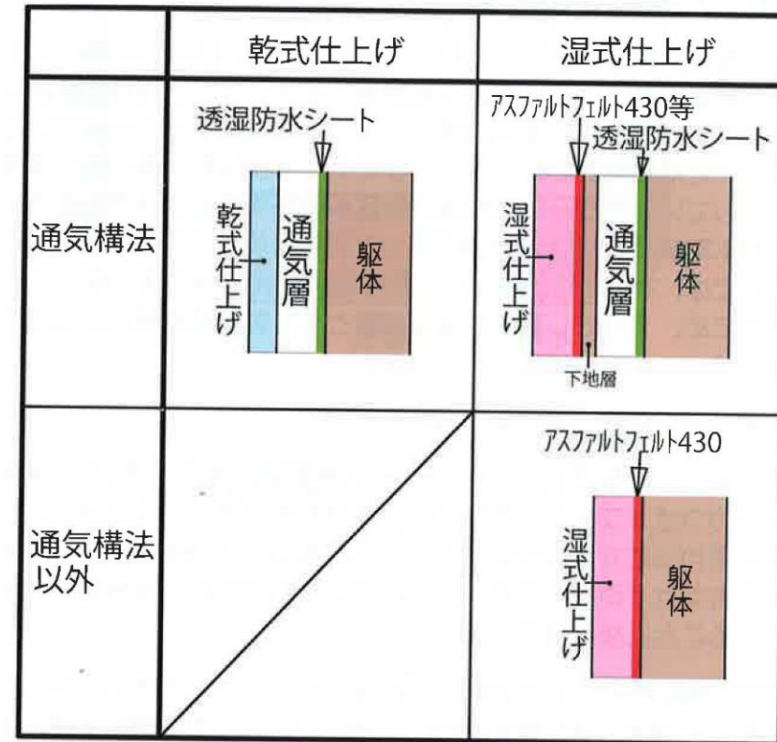 乾式仕上げ
湿式仕上げ
通気構法
透湿防水シート
乾式仕上げ
通気層
躯体
アスファルトフェルト430等
透湿防水シート
湿式仕上げ
通気層
躯体
下地層
通気構法
以外
アスファルトフェルト430
湿式仕上げ
躯体